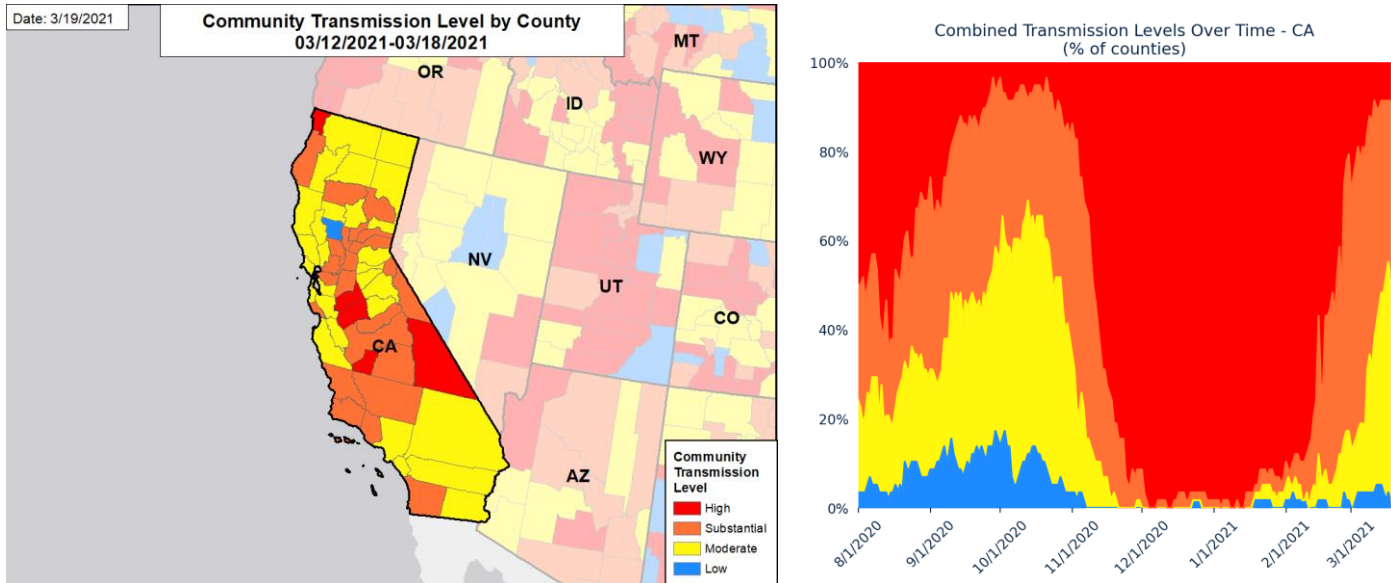 Date: 3/19/2021
Community Transmission Level by County
03/12/2021-03/18/2021
MT
OR
ID
WY
NV
UT
CO
CA
AZ
Community
Transmission
Level
High
Substantial
Moderate
Low
Combined Transmission Levels Over Time - CA
(% of counties)
100%
80%
60%
40%
20%
0%
8/1/2020
9/1/2020
10/1/2020
11/1/2020
12/1/2020
1/1/2021
2/1/2021
3/1/2021